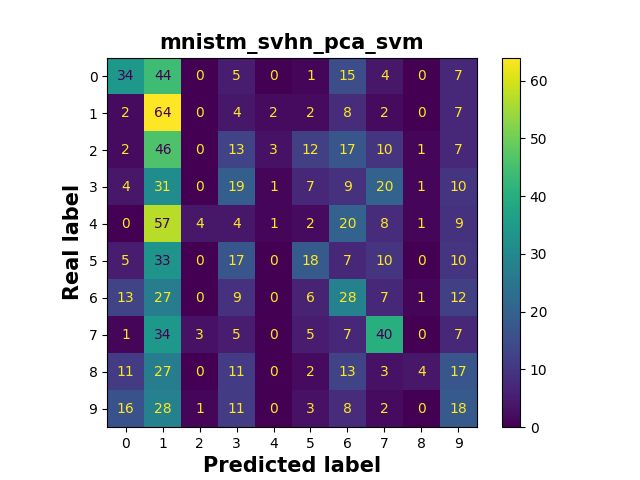 mnistm_svhn_pca_svm
0 34 44 0 5 0 1 15 4 0 7
1 2 64 0 4 2 2 8 2 0 7
2 2 46 0 13 3 12 17 10 1 7
3 4 31 0 19 1 7 9 20 1 10
4 0 57 4 4 1 2 20 8 1 9
5 5 33 0 17 0 18 7 10 0 10
6 13 27 0 9 0 6 28 7 1 12
7 1 34 3 5 0 5 7 40 0 7
8 11 27 0 11 0 2 13 3 4 17
9 16 28 1 11 0 3 8 2 0 18
0 1 2 3 4 5 6 7 8 9
Predicted label
Real label
60
50
40
30
20
10
0